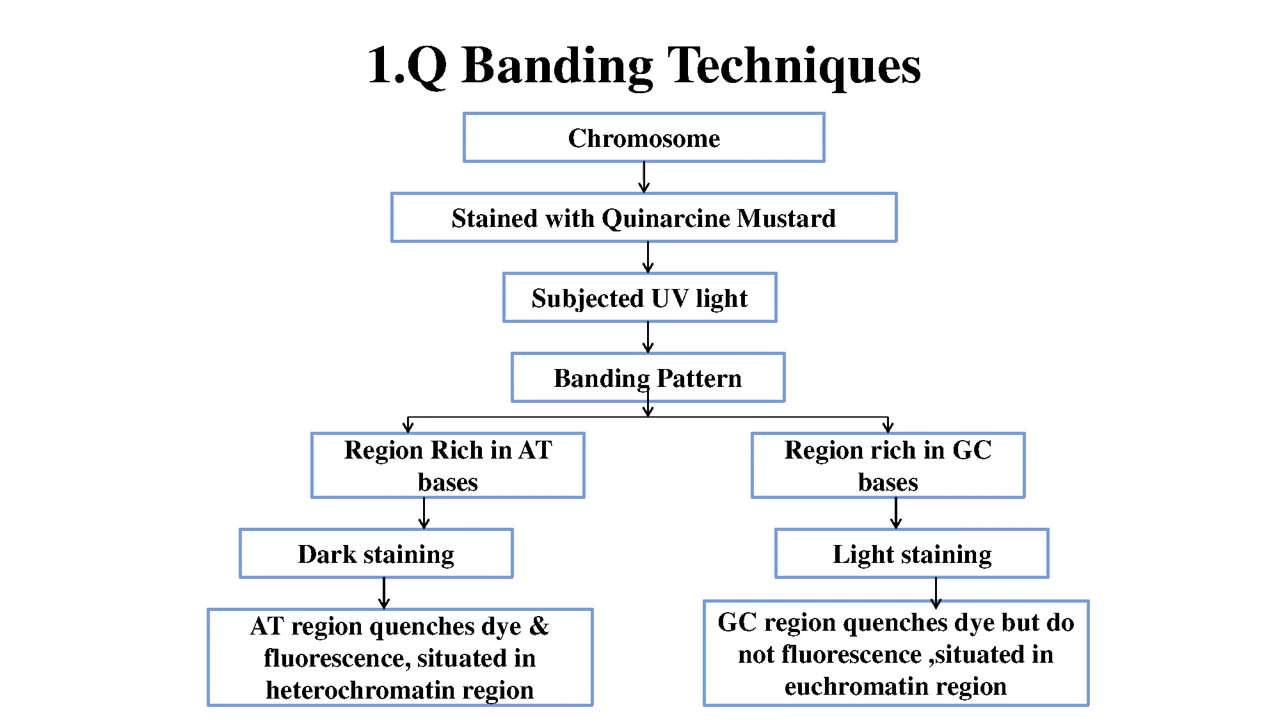 1.Q Banding Techniques
Chromosome
Stained with Quinarcine Mustard
Subjected UV light
Banding Pattern
Region Rich in AT
bases
Region rich in GC
bases
Dark staining
Light staining
AT region quenches dye &
fluorescence, situated in
heterochromatin region
GC region quenches dye but do
not fluorescence ,situated in
euchromatin region